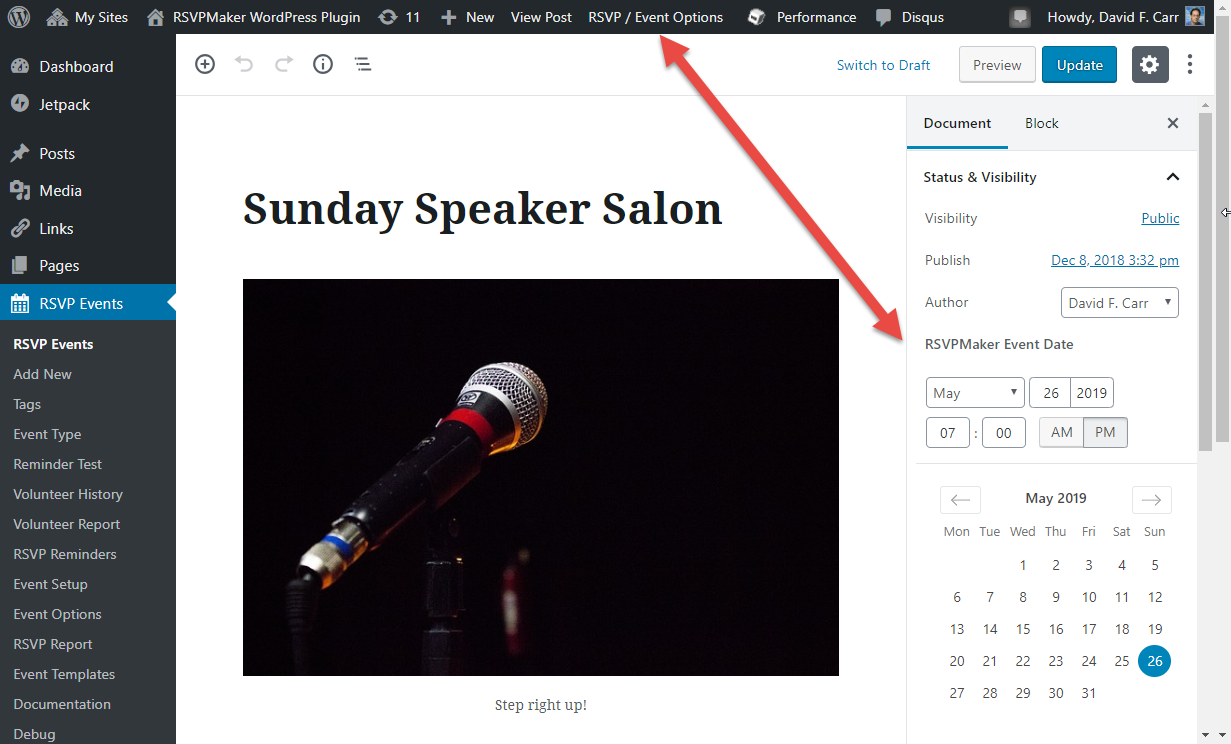 My Sites RSVPMaker WordPress Plugin 11 New View Post RSVP / Event Options Performance Disqus Howdy, David F. Carr
Dashboard
Jetpack
Posts
Media
Links
Pages
RSVP Events
RSVP Events
Add New
Tags
Event Type
Reminder Test
Volunteer History
Volunteer Report
RSVP Reminders
Event Setup
Event Options
RSVP Report
Event Templates
Documentation
Debug
Switch to Draft Preview Update
Sunday Speaker Salon
Step right up!
Document Block
Status & Visibility
Visibility Public
Publish Dec 8, 2018 3:32 pm
Author David F. Carr
RSVPMaker Event Date
May 26 2019
07 : 00 AM PM
May 2019
Mon Tue Wed Thu Fri Sat Sun
1 2 3 4 5
6 7 8 9 10 11 12
13 14 15 16 17 18 19
20 21 22 23 24 25 26
27 28 29 30 31